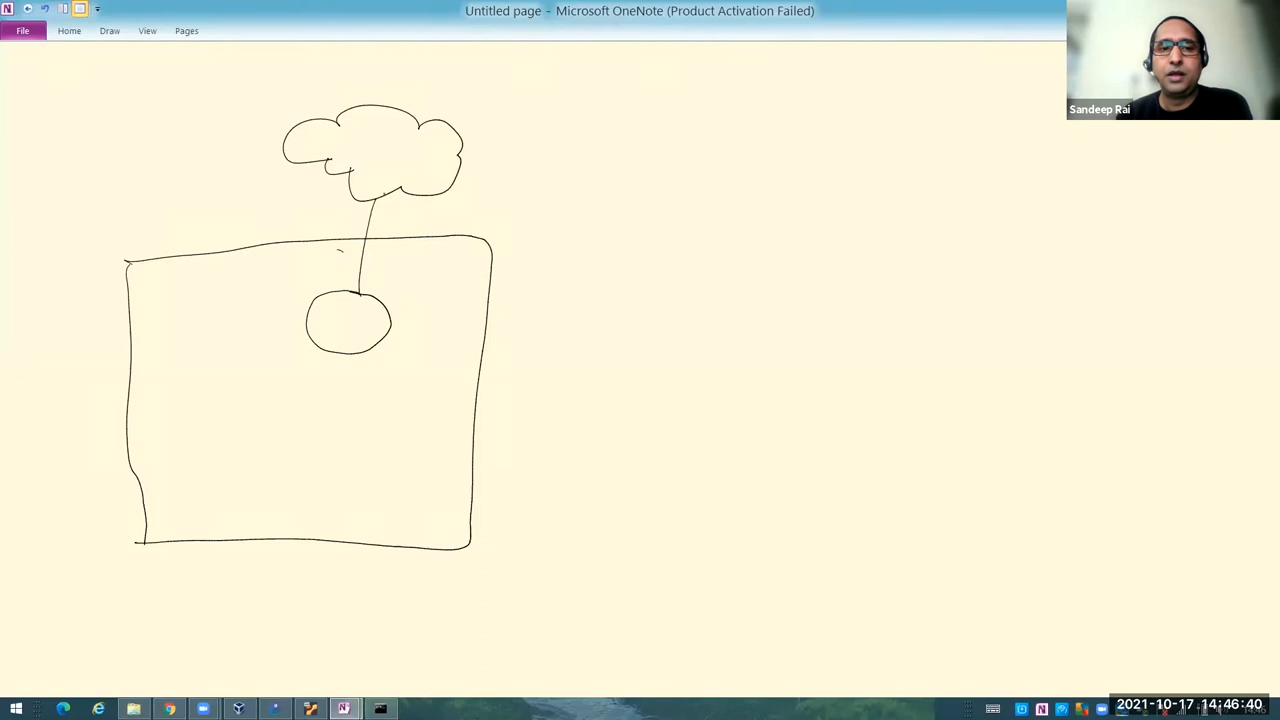 Untitled page - Microsoft OneNote (Product Activation Failed)
File Home Draw View Pages
Sandeep Rai
2021-10-17 14:46:40